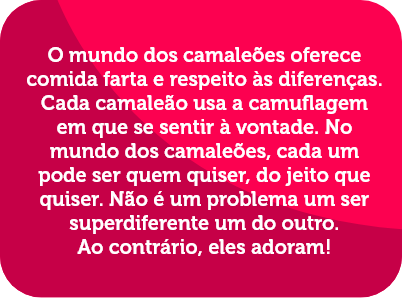 O mundo dos camaleões oferece
comida farta e respeito às diferenças.
Cada camaleão usa a camuflagem
em que se sentir à vontade. No
mundo dos camaleões, cada um
pode ser quem quiser, do jeito que
quiser. Não é um problema um ser
superdiferente um do outro.
Ao contrário, eles adoram!